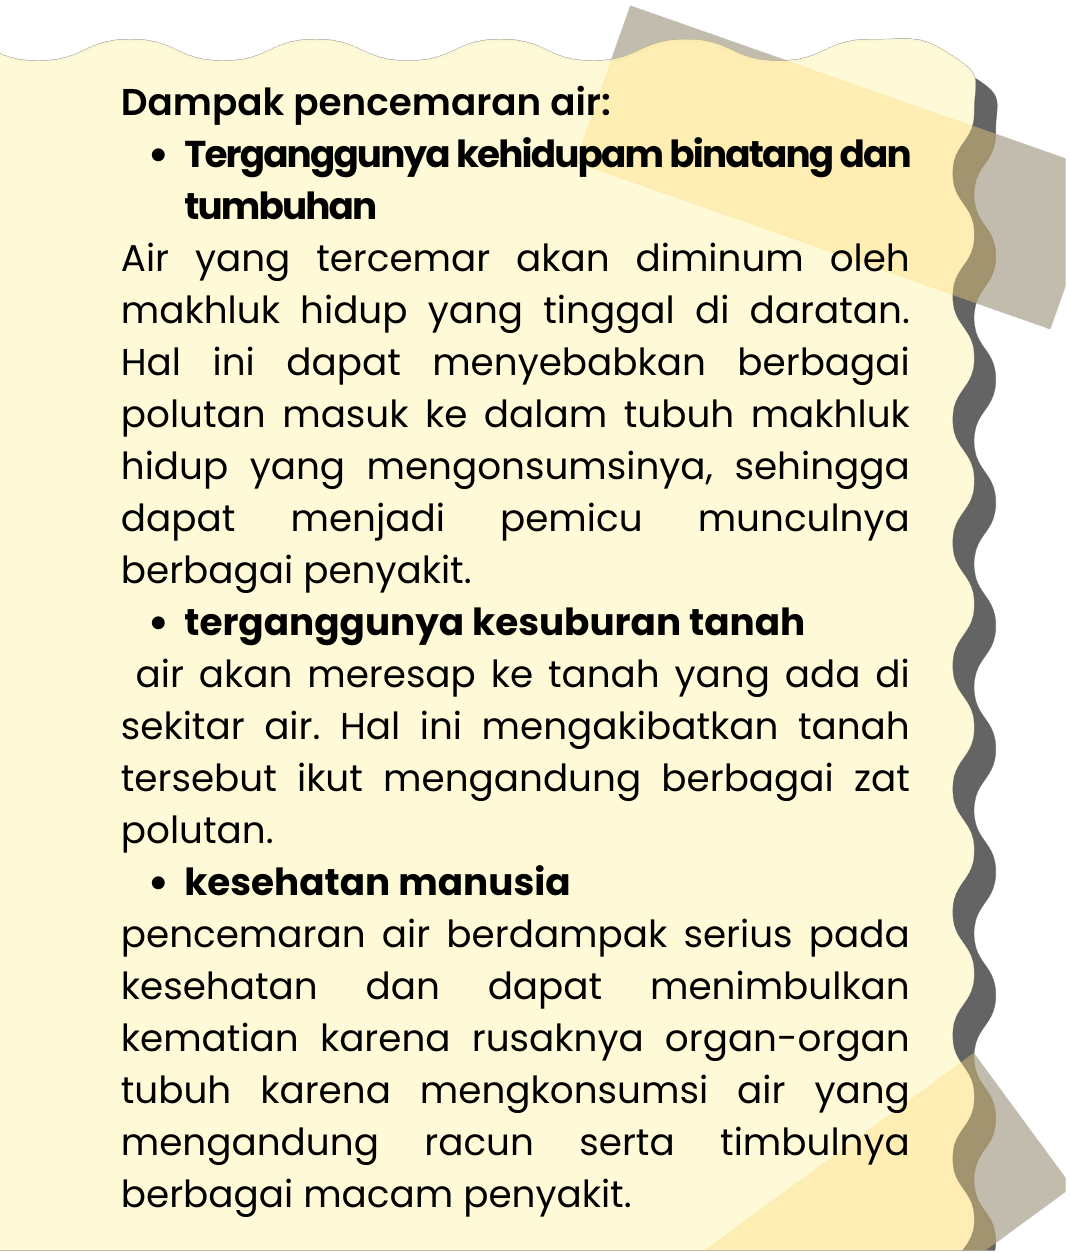 Dampak pencemaran air:
• Terganggunya kehidupam binatang dan
tumbuhan
Air yang tercemar akan diminum oleh
makhluk hidup yang tinggal di daratan.
Hal ini dapat menyebabkan berbagai
polutan masuk ke dalam tubuh makhluk
hidup yang mengonsumsinya, sehingga
dapat menjadi pemicu munculnya
berbagai penyakit.
• terganggunya kesuburan tanah
air akan meresap ke tanah yang ada di
sekitar air. Hal ini mengakibatkan tanah
tersebut ikut mengandung berbagai zat
polutan.
• kesehatan manusia
pencemaran air berdampak serius pada
kesehatan dan dapat menimbulkan
kematian karena rusaknya organ-organ
tubuh karena mengkonsumsi air yang
mengandung racun serta timbulnya
berbagai macam penyakit.